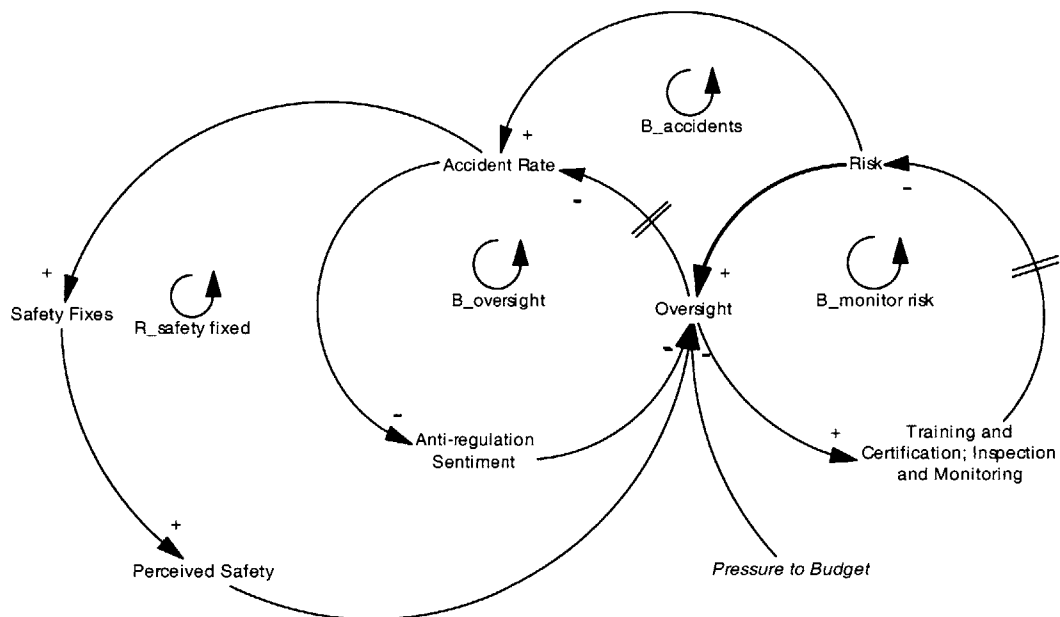 B_accidents
+
Accident Rate
Risk
-
-
+
B_oversight
B_monitor risk
+
Safety Fixes
R_safety fixed
Oversight
-
-
-
Anti-regulation
Sentiment
+
Training and
Certification; Inspection
and Monitoring
+
Perceived Safety
Pressure to Budget